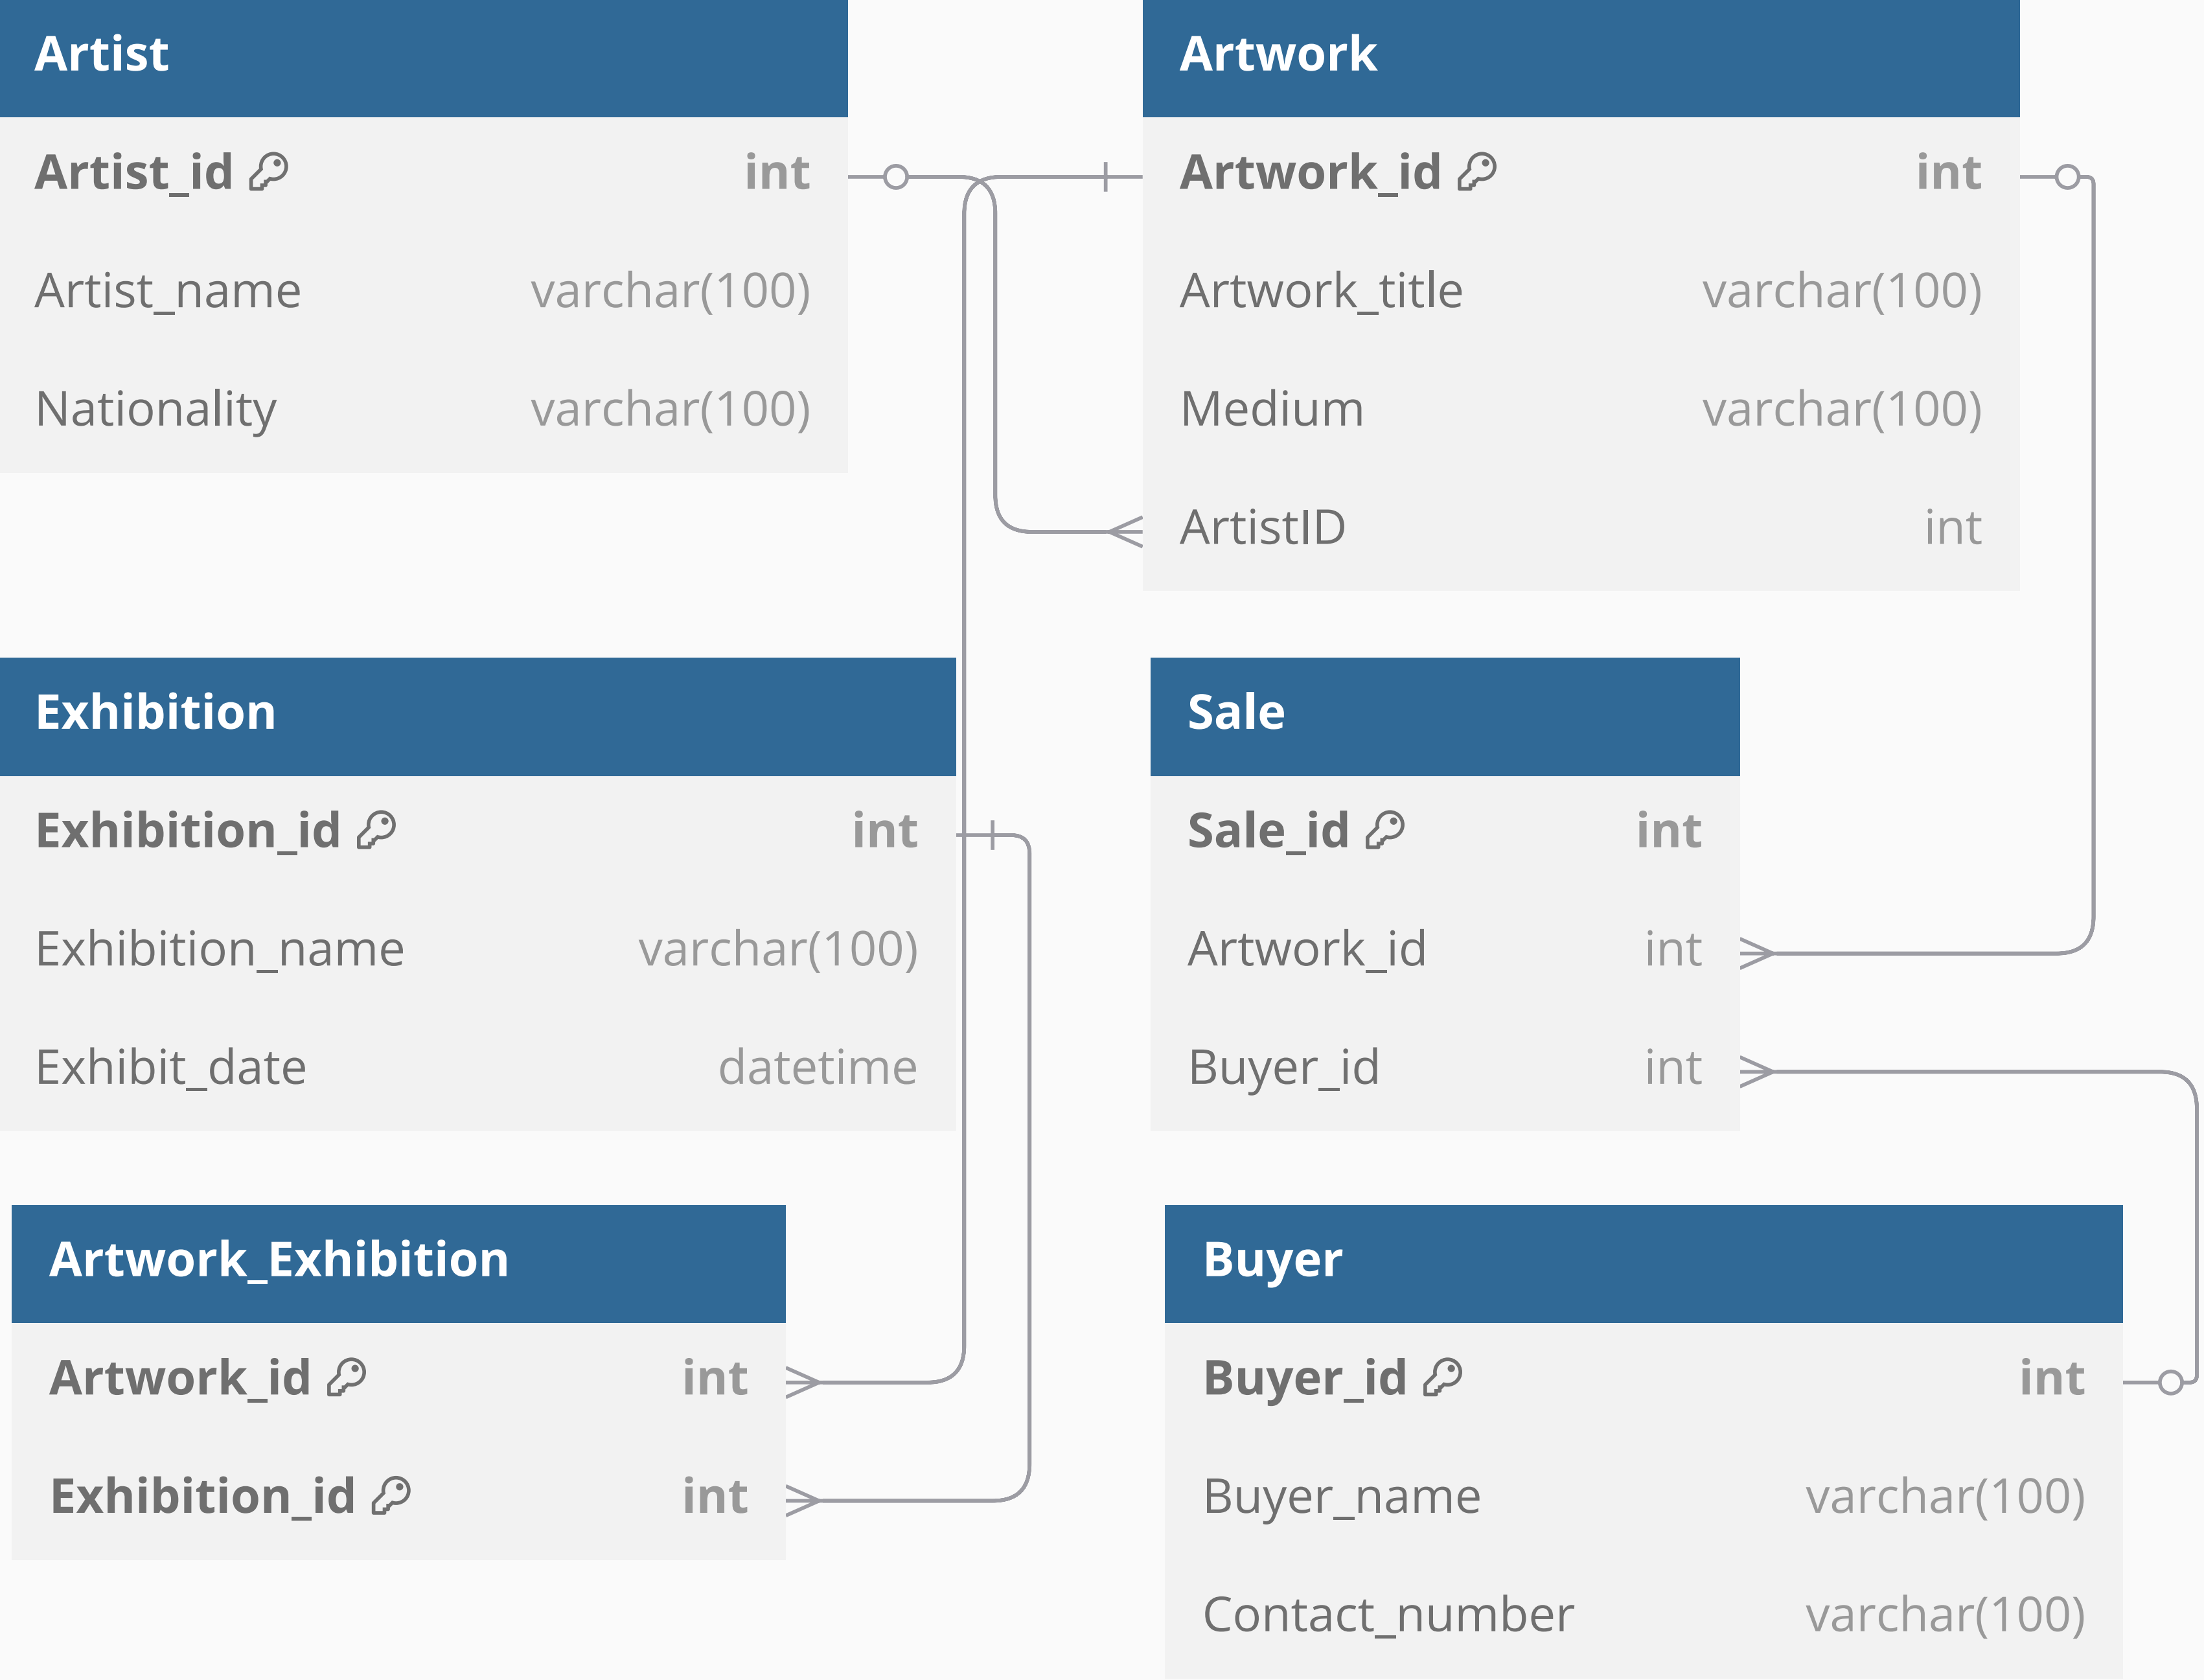 Artist
Artist_id int
Artist_name varchar(100)
Nationality varchar(100)
Artwork
Artwork_id int
Artwork_title varchar(100)
Medium varchar(100)
ArtistID int
Exhibition
Exhibition_id int
Exhibition_name varchar(100)
Exhibit_date datetime
Sale
Sale_id int
Artwork_id int
Buyer_id int
Artwork_Exhibition
Artwork_id int
Exhibition_id int
Buyer
Buyer_id int
Buyer_name varchar(100)
Contact_number varchar(100)